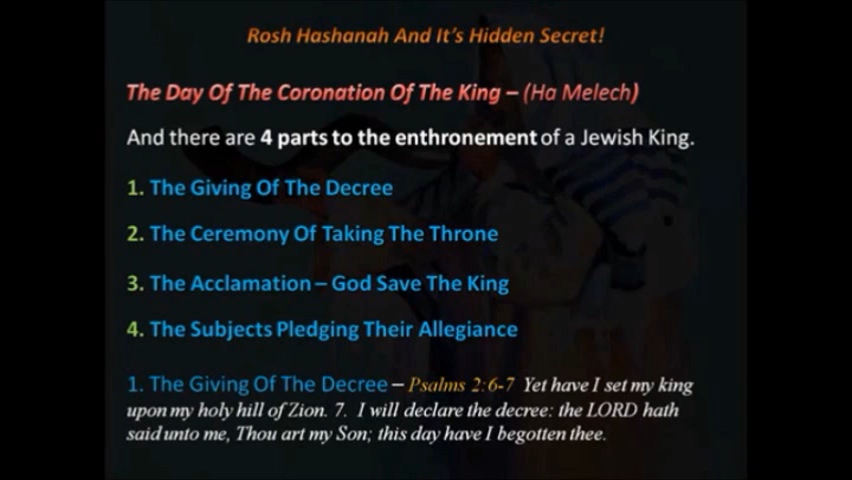 Rosh Hashanah And It's Hidden Secret!
The Day Of The Coronation Of The King – (Ha Melech)
And there are 4 parts to the enthronement of a Jewish King.
1. The Giving Of The Decree
2. The Ceremony Of Taking The Throne
3. The Acclamation – God Save The King
4. The Subjects Pledging Their Allegiance
1. The Giving Of The Decree – Psalms 2:6-7 Yet have I set my king
upon my holy hill of Zion. 7. I will declare the decree: the LORD hath
said unto me, Thou art my Son; this day have I begotten thee.